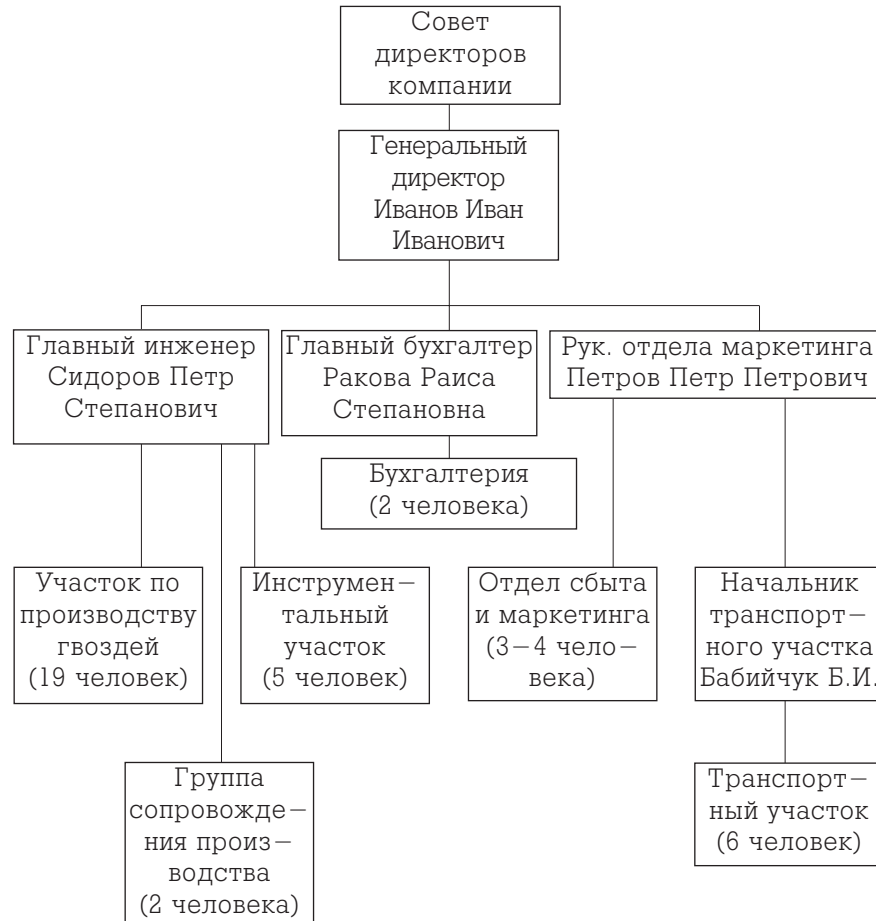 Совет
директоров
компании
Генеральный
директор
Иванов Иван
Иванович
Главный инженер
Сидоров Петр
Степанович
Главный бухгалтер
Ракова Раиса
Степановна
Рук. отдела маркетинга
Петров Петр Петрович
Бухгалтерия
(2 человека)
Участок по
производству
гвоздей
(19 человек)
Инструмен–
тальный
участок
(5 человек)
Отдел сбыта
и маркетинга
(3–4 чело–
века)
Начальник
транспорт–
ного участка
Бабийчук Б.И.
Группа
сопровожде–
ния произ–
водства
(2 человека)
Транспорт–
ный участок
(6 человек)